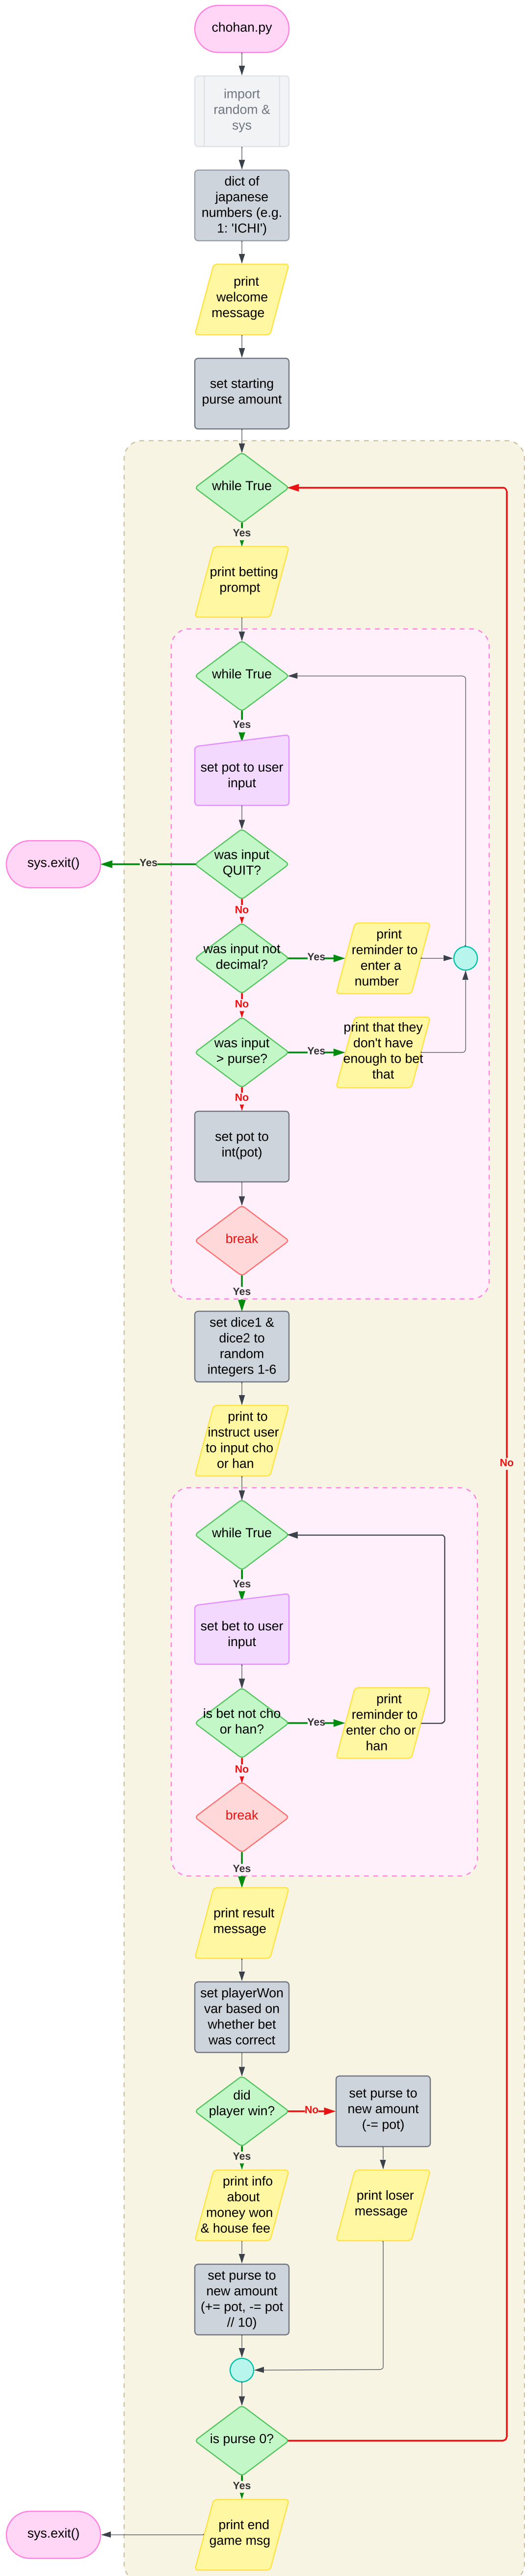 chohan.py
import
random &
sys
dict of
japanese
numbers (e.g.
1: 'ICHI')
print
welcome
message
set starting
purse amount
while True
Yes
print betting
prompt
while True
Yes
set pot to user
input
was input
QUIT?
Yes
sys.exit()
No
was input not
decimal?
Yes
print
reminder to
enter a
number
No
was input
> purse?
Yes
print that they
don't have
enough to bet
that
No
set pot to
int(pot)
break
Yes
set dice1 &
dice2 to
random
integers 1-6
print to
instruct user
to input cho
or han
No
while True
Yes
set bet to user
input
is bet not cho
or han?
Yes
print
reminder to
enter cho or
han
No
break
Yes
print result
message
set playerWon
var based on
whether bet
was correct
did
player win?
No
set purse to
new amount
(-= pot)
Yes
print info
about
money won
& house fee
print loser
message
set purse to
new amount
(+= pot, -= pot
// 10)
is purse 0?
Yes
print end
game msg
sys.exit()